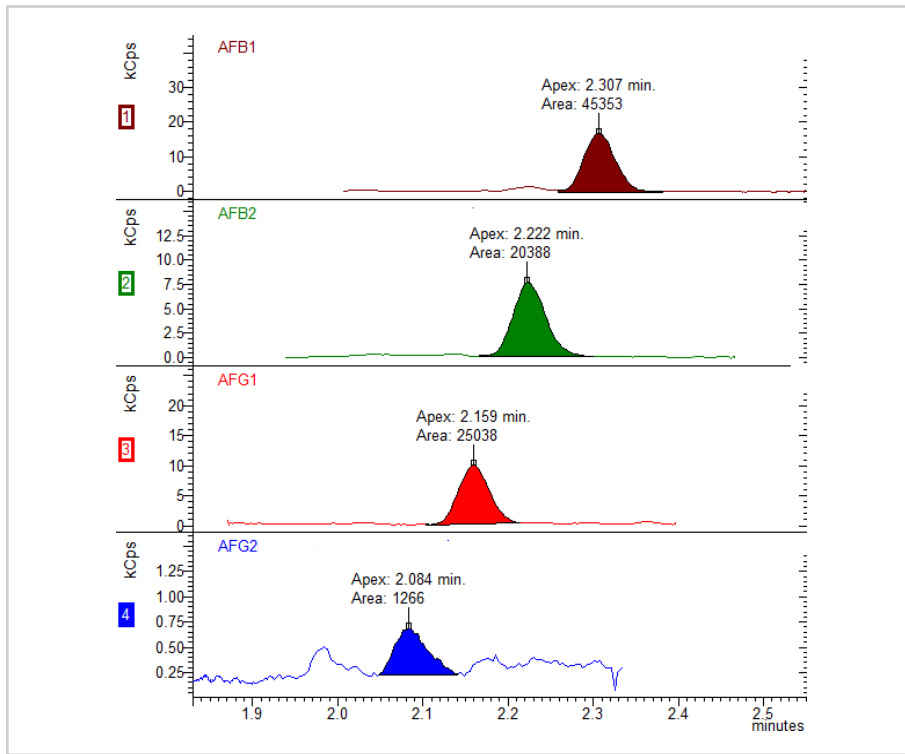 AFB1
kCps
Apex: 2.307 min.
Area: 45353
30
20
10
0
1
AFB2
kCps
Apex: 2.222 min.
Area: 20388
12.5
10.0
7.5
5.0
2.5
0.0
2
AFG1
kCps
Apex: 2.159 min.
Area: 25038
20
15
10
5
0
3
AFG2
kCps
Apex: 2.084 min.
Area: 1266
1.25
1.00
0.75
0.50
0.25
4
1.9 2.0 2.1 2.2 2.3 2.4 2.5
minutes